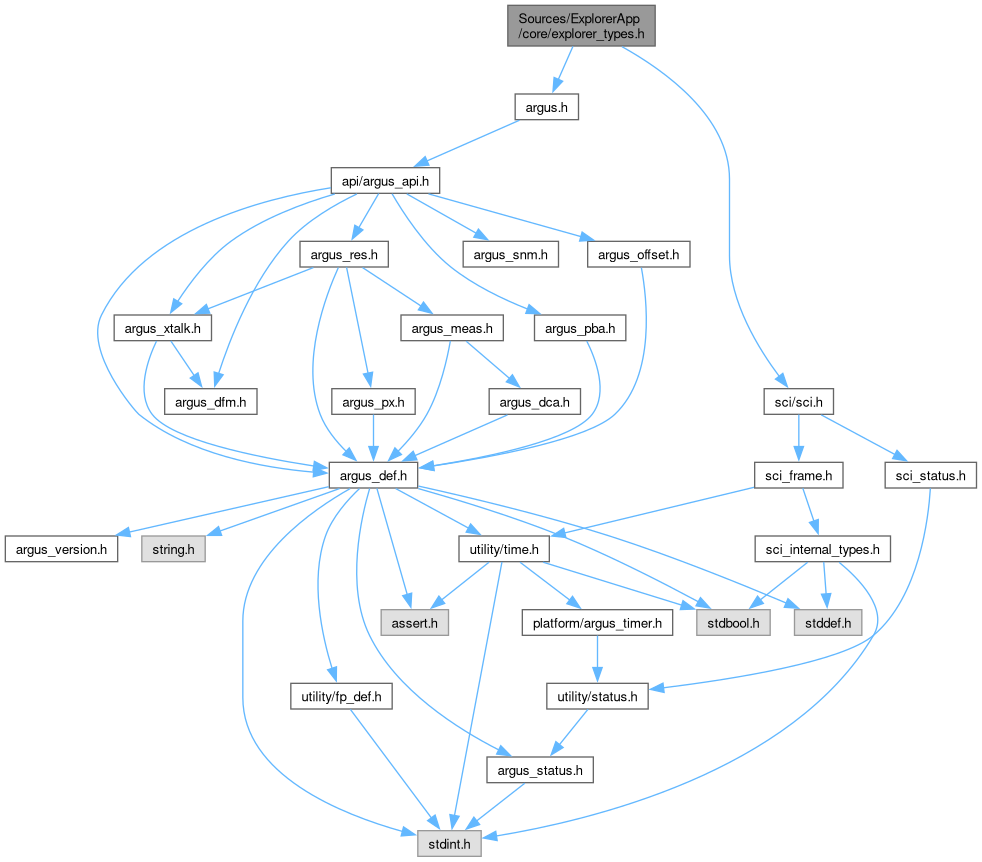 Sources/ExplorerApp
/core/explorer_types.h
argus.h
api/argus_api.h
argus_res.h
argus_snm.h
argus_offset.h
argus_xtalk.h
argus_meas.h
argus_pba.h
argus_dfm.h
argus_px.h
argus_dca.h
sci/sci.h
argus_def.h
sci_frame.h
sci_status.h
argus_version.h
string.h
utility/time.h
sci_internal_types.h
assert.h
platform/argus_timer.h
stdbool.h
stddef.h
utility/fp_def.h
utility/status.h
argus_status.h
stdint.h